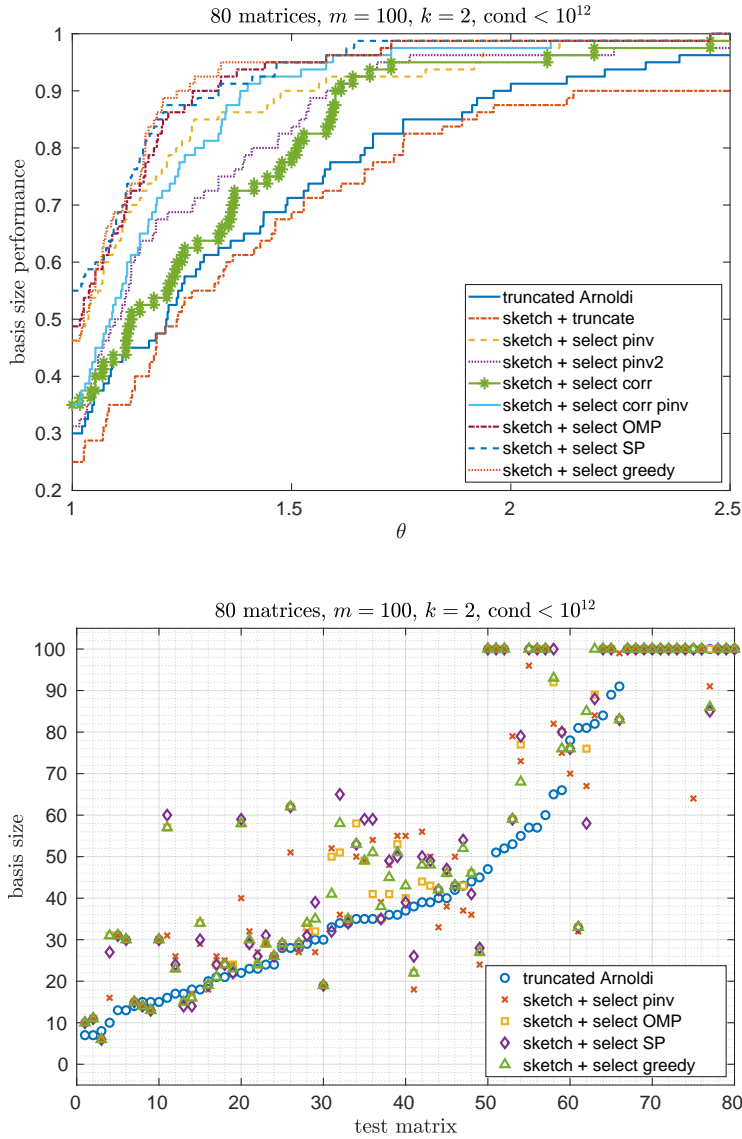 80 matrices, m = 100, k = 2, cond < 10^12
1
0.9
0.8
0.7
0.6
0.5
0.4
0.3
0.2
basis size performance
truncated Arnoldi
sketch + truncate
sketch + select pinv
sketch + select pinv2
sketch + select corr
sketch + select corr pinv
sketch + select OMP
sketch + select SP
sketch + select greedy
1 1.5 2 2.5
θ
80 matrices, m = 100, k = 2, cond < 10^12
100
90
80
70
60
50
40
30
20
10
0
basis size
truncated Arnoldi
sketch + select pinv
sketch + select OMP
sketch + select SP
sketch + select greedy
0 10 20 30 40 50 60 70 80
test matrix